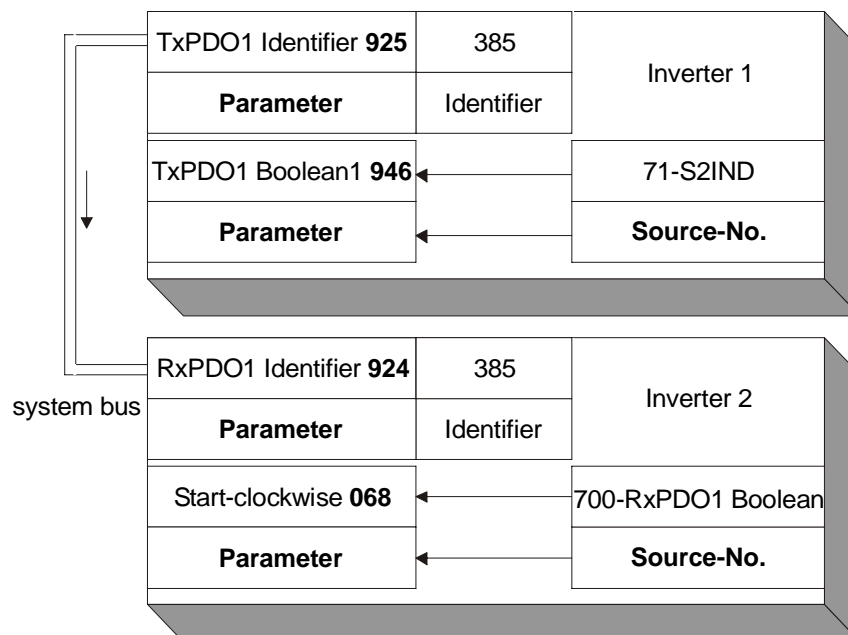 TxPDO1 Identifier 925 385
Inverter 1
Parameter Identifier
TxPDO1 Boolean1 946 71-S2IND
Parameter Source-No.
RxPDO1 Identifier 924 385
system bus
Inverter 2
Parameter Identifier
Start-clockwise 068 700-RxPDO1 Boolean
Parameter Source-No.